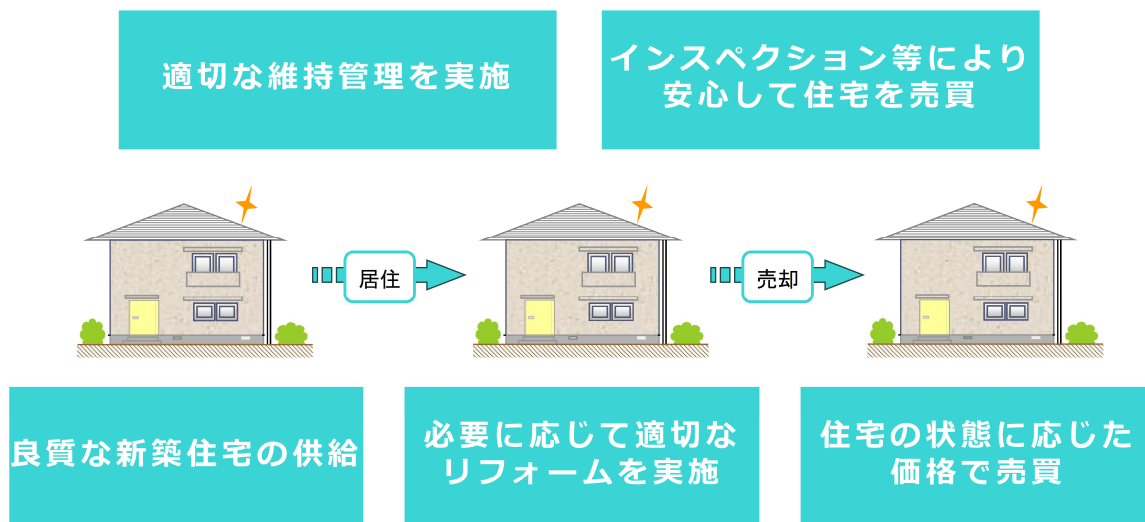 適切な維持管理を実施
インスペクション等により
安心して住宅を売買
居住
売却
良質な新築住宅の供給
必要に応じて適切な
リフォームを実施
住宅の状態に応じた
価格で売買